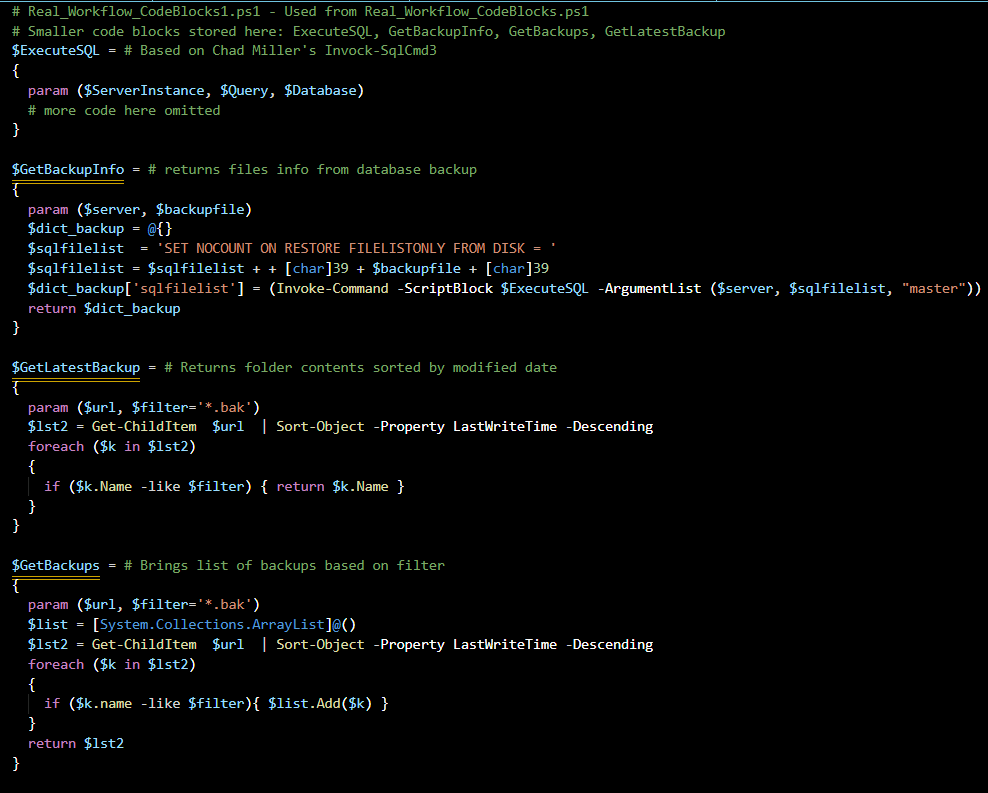 # Real_Workflow_CodeBlocks1.ps1 - Used from Real_Workflow_CodeBlocks.ps1
# Smaller code blocks stored here: ExecuteSQL, GetBackupInfo, GetBackups, GetLatestBackup
$ExecuteSQL = # Based on Chad Miller's Invock-SqlCmd3
{
  param ($ServerInstance, $Query, $Database)
  # more code here omitted
}

$GetBackupInfo = # returns files info from database backup
{
  param ($server, $backupfile)
  $dict_backup = @{}
  $sqlfilelist  = 'SET NOCOUNT ON RESTORE FILELISTONLY FROM DISK = '
  $sqlfilelist = $sqlfilelist + + [char]39 + $backupfile + [char]39
  $dict_backup['sqlfilelist'] = (Invoke-Command -ScriptBlock $ExecuteSQL -ArgumentList ($server, $sqlfilelist, "master"))
  return $dict_backup
}

$GetLatestBackup = # Returns folder contents sorted by modified date
{
  param ($url, $filter='*.bak')
  $lst2 = Get-ChildItem  $url  | Sort-Object -Property LastWriteTime -Descending
  foreach ($k in $lst2)
  {
    if ($k.Name -like $filter) { return $k.Name }
  }
}

$GetBackups = # Brings list of backups based on filter
{
  param ($url, $filter='*.bak')
  $list = [System.Collections.ArrayList]@()
  $lst2 = Get-ChildItem  $url  | Sort-Object -Property LastWriteTime -Descending
  foreach ($k in $lst2)
  {
    if ($k.name -like $filter){ $list.Add($k) }
  }
  return $lst2
}